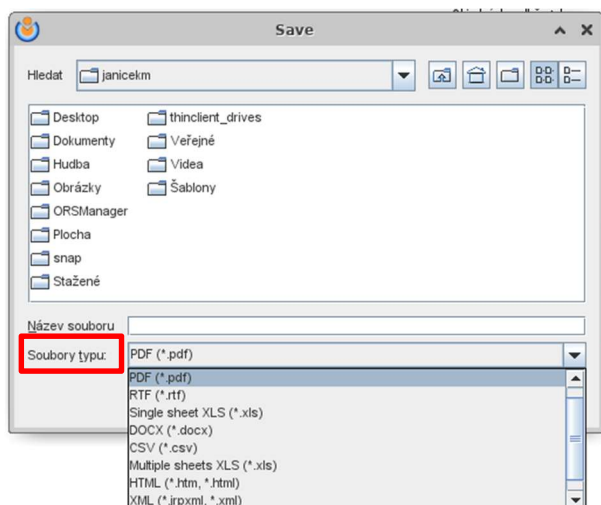 Save
Hledat janicekm
Desktop thinclient_drives
Dokumenty Veřejné
Hudba Videa
Obrázky Šablony
ORSManager
Plocha
snap
Stažené
Název souboru
Soubory typu: PDF (*.pdf)
PDF (*.pdf)
RTF (*.rtf)
Single sheet XLS (*.xls)
DOCX (*.docx)
CSV (*.csv)
Multiple sheets XLS (*.xls)
HTML (*.htm, *.html)
XML (*.jrpxml, *.xml)